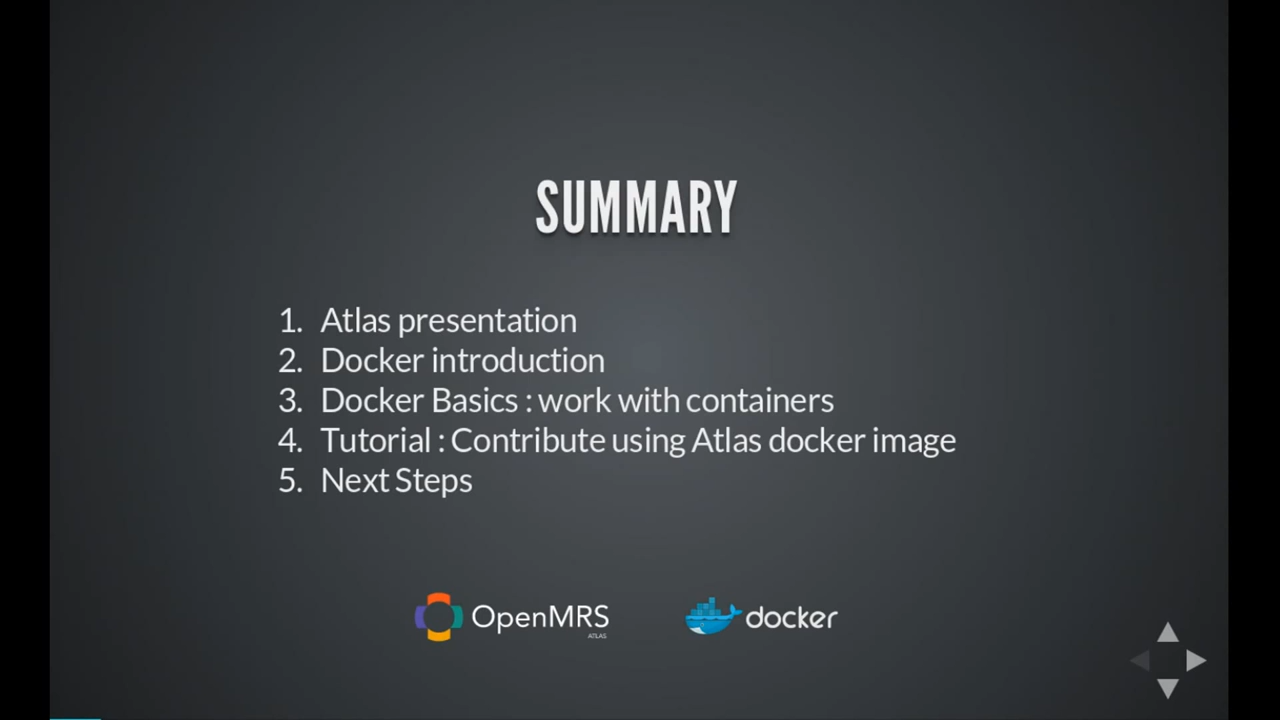 SUMMARY
1. Atlas presentation
2. Docker introduction
3. Docker Basics : work with containers
4. Tutorial : Contribute using Atlas docker image
5. Next Steps
OpenMRS
ATLAS
docker